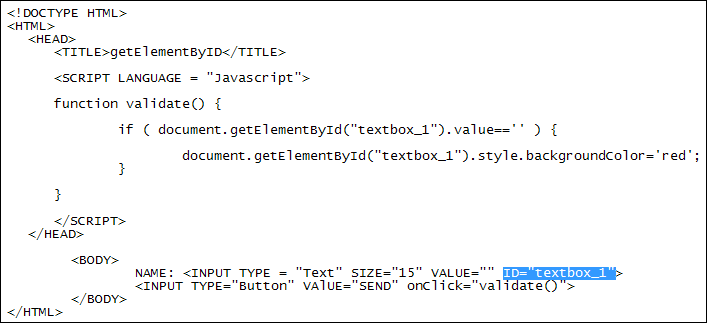 <!DOCTYPE HTML>
<HTML>
<HEAD>
<TITLE>getElementByID</TITLE>
<SCRIPT LANGUAGE = "Javascript">
function validate() {
if ( document.getElementById("textbox_1").value=='' ) {
document.getElementById("textbox_1").style.backgroundColor='red';
}
}
</SCRIPT>
</HEAD>
<BODY>
NAME: <INPUT TYPE = "Text" SIZE="15" VALUE="" ID="textbox_1">
<INPUT TYPE="Button" VAlUE="SEND" onClick="validate()">
</BODY>
</HTML>